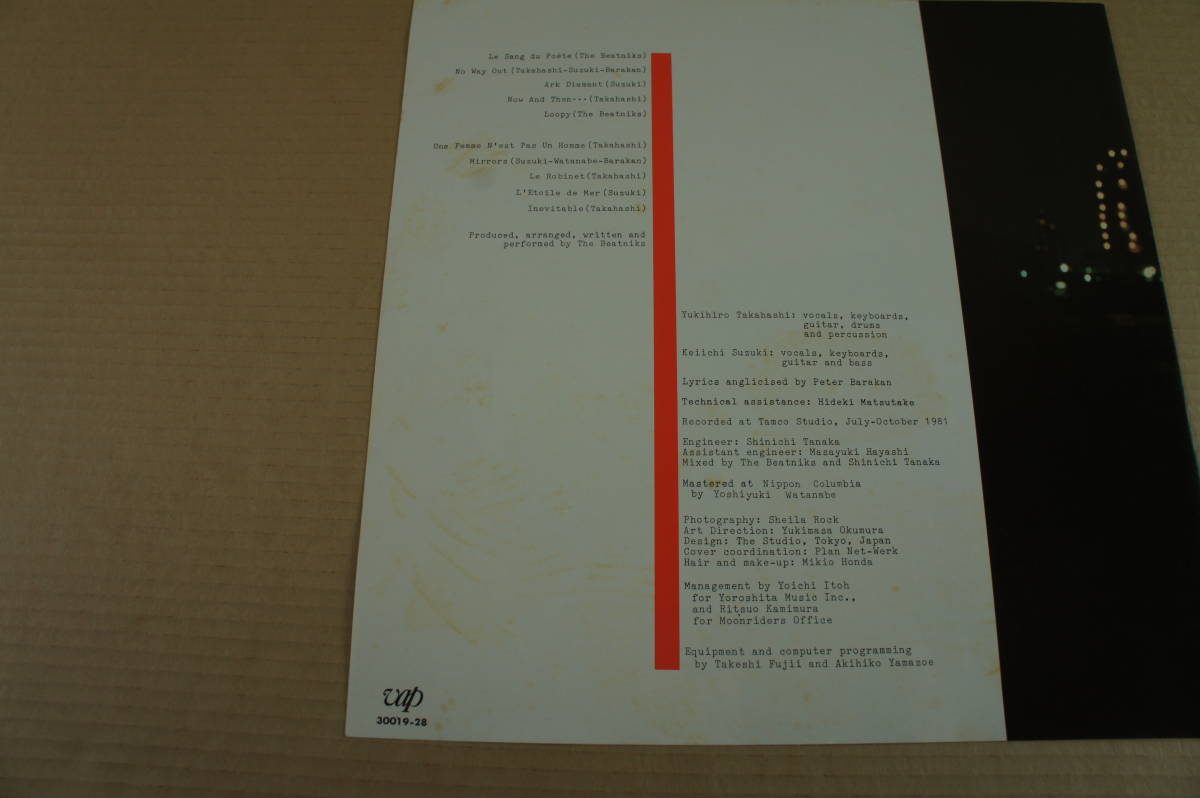 Le Sang du Poète(The Beatniks)
No Way Out(Takahashi-Suzuki-Barakan)
Ark Diamant(Suzuki)
Now And Then···(Takahashi)
Loopy(The Beatniks)
Une Femme N'est Pas Un Homme(Takahashi)
Mirrors(Suzuki-Watanabe-Barakan)
Le Robinet(Takahashi)
L'Étoile de Mer(Suzuki)
Inevitable(Takahashi)
Produced, arranged, written and
performed by The Beatniks
Yukihiro Takahashi: vocals, keyboards,
guitar, drums
and percussion
Keiichi Suzuki: vocals, keyboards,
guitar and bass
Lyrics anglicised by Peter Barakan
Technical assistance: Hideki Matsutake
Recorded at Tamco Studio, July-October 1981
Engineer: Shinichi Tanaka
Assistant engineer: Masayuki Hayashi
Mixed by The Beatniks and Shinichi Tanaka
Mastered at Nippon Columbia
by Yoshiyuki Watanabe
Photography: Sheila Rock
Art Direction: Yukimasa Okumura
Design: The Studio, Tokyo, Japan
Cover coordination: Plan Net-Werk
Hair and make-up: Mikio Honda
Management by Yoichi Itoh
for Yoroshita Music Inc.,
and Ritsuo Kamimura
for Moonriders Office
Equipment and computer programming
by Takeshi Fujii and Akihiko Yamazoe
vap
30019-28